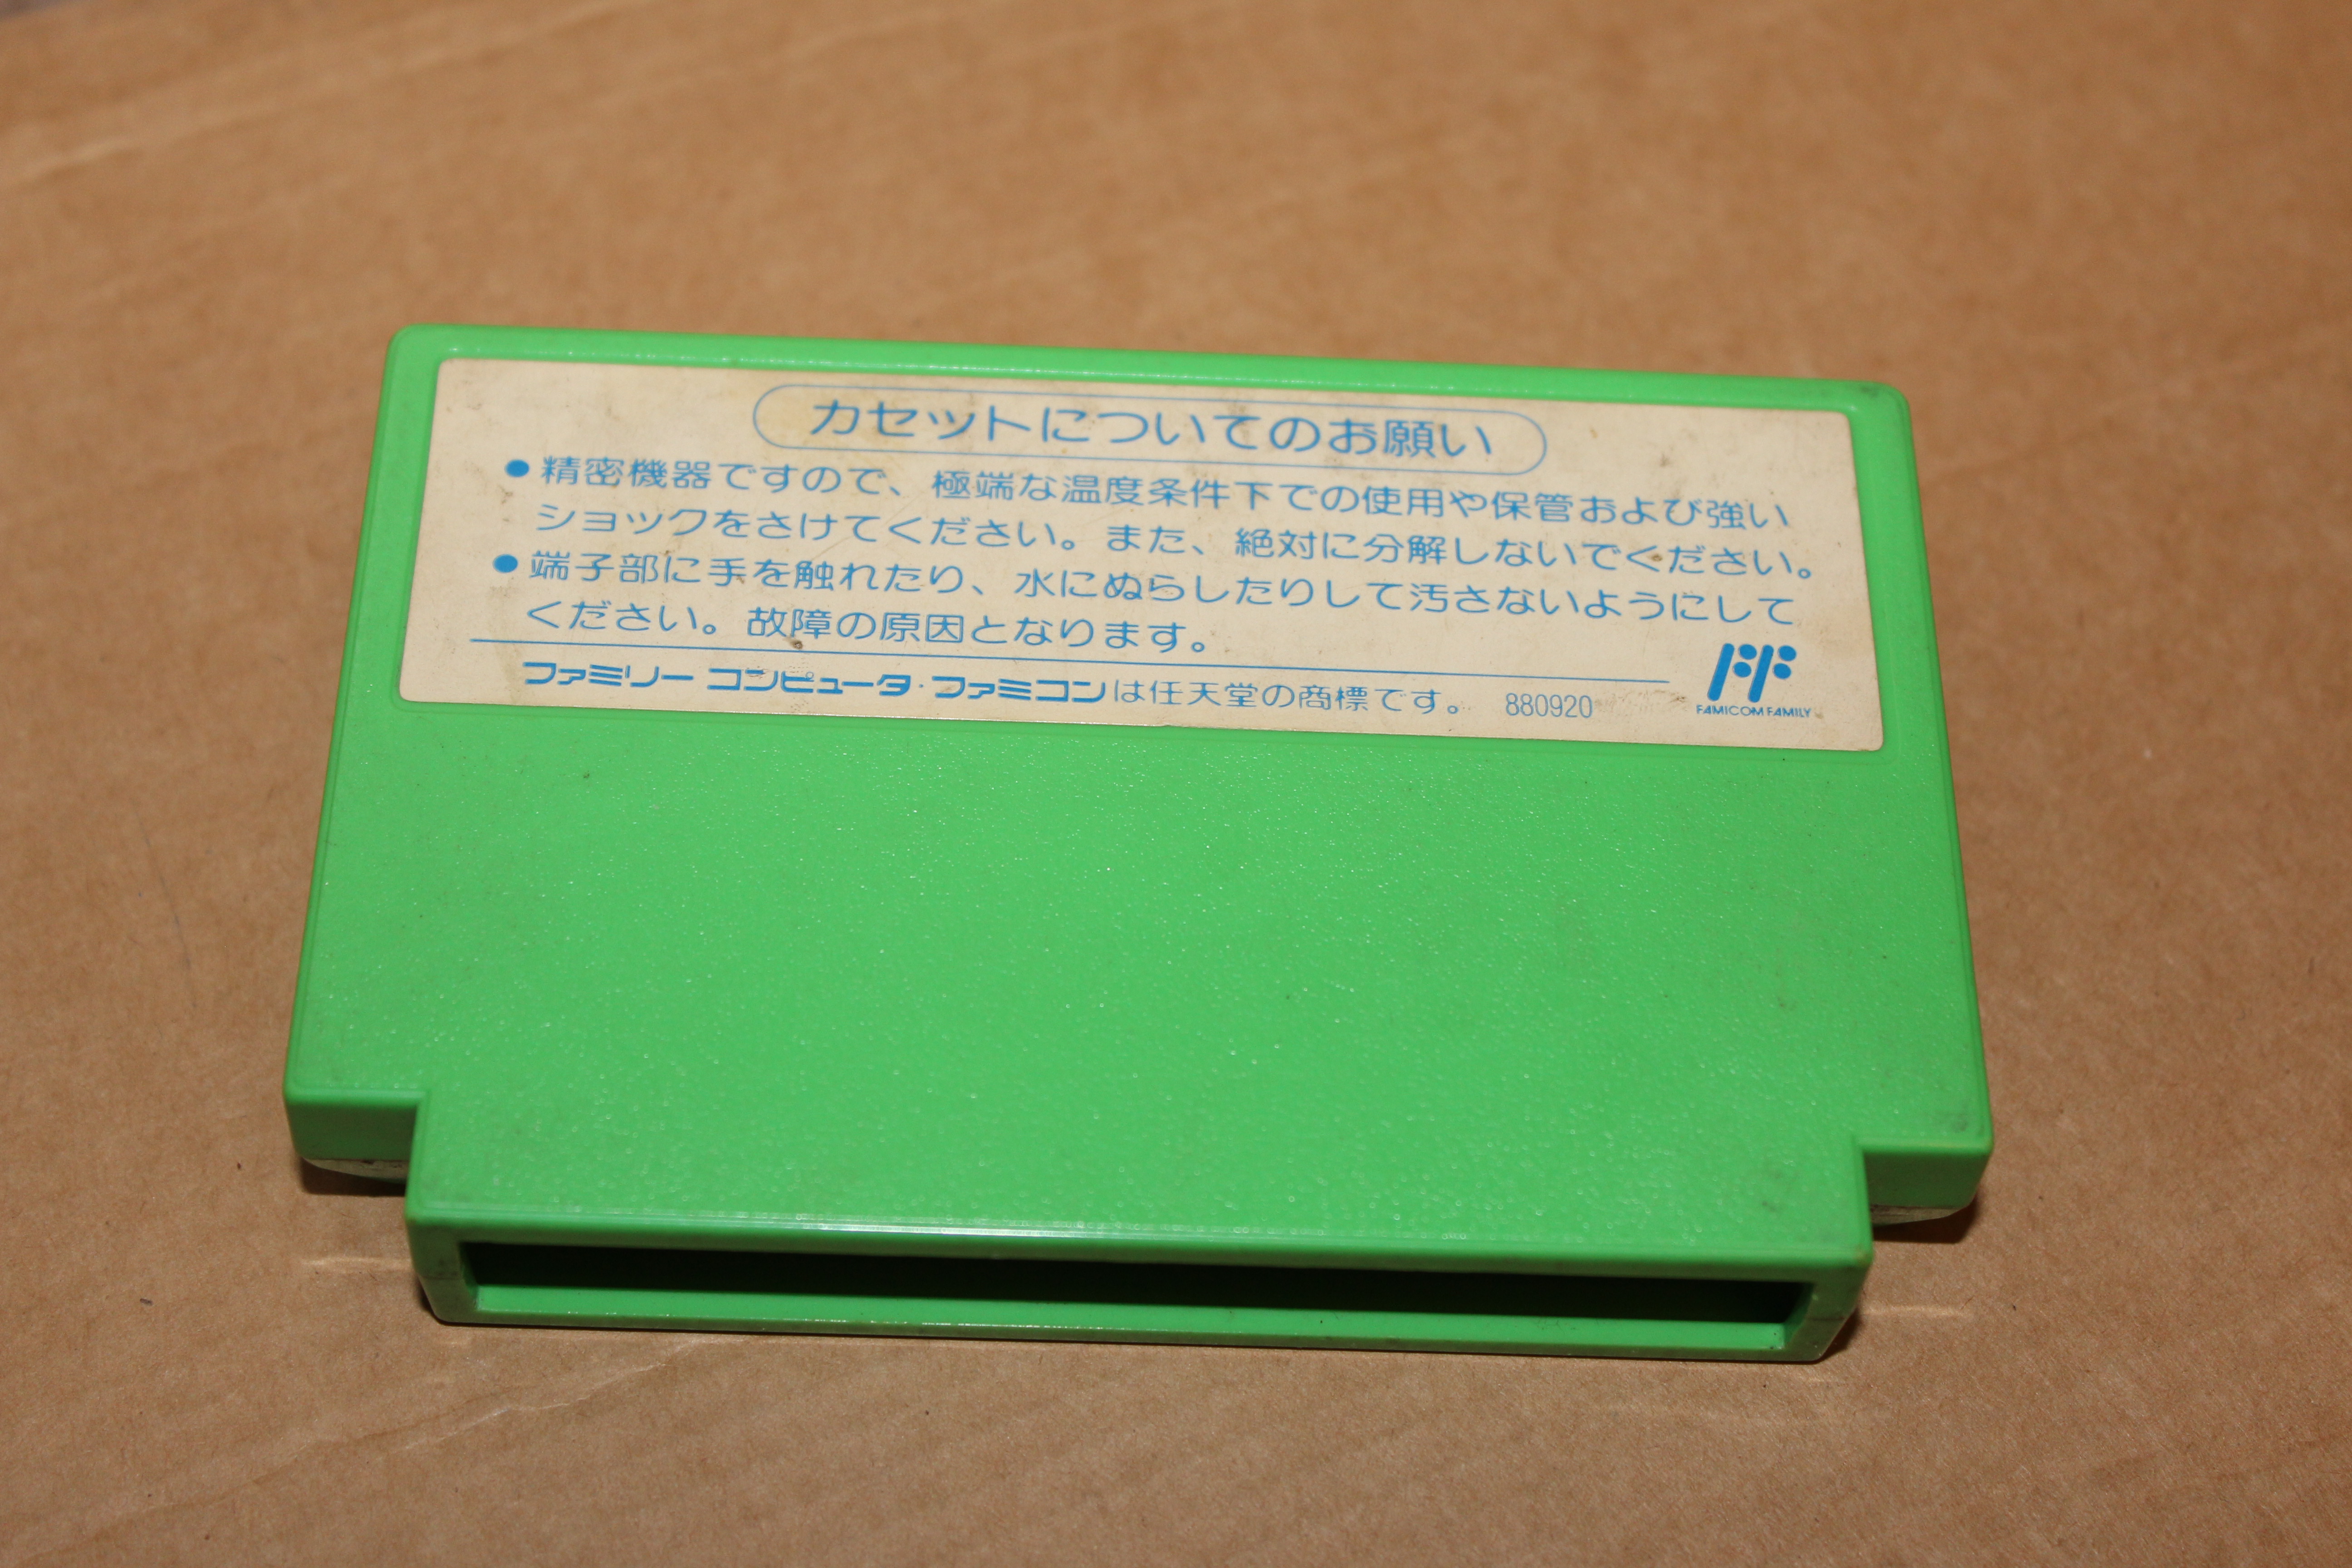 カセットについてのお願い
●精密機器ですので、極端な温度条件下での使用や保管および強い
ショックをさけてください。また、絶対に分解しないでください。
●端子部に手を触れたり、水にぬらしたりして汚さないようにして
ください。故障の原因となります。
ファミリー コンピュータ・ファミコンは任天堂の商標です。 880920
FAMICOM FAMILY